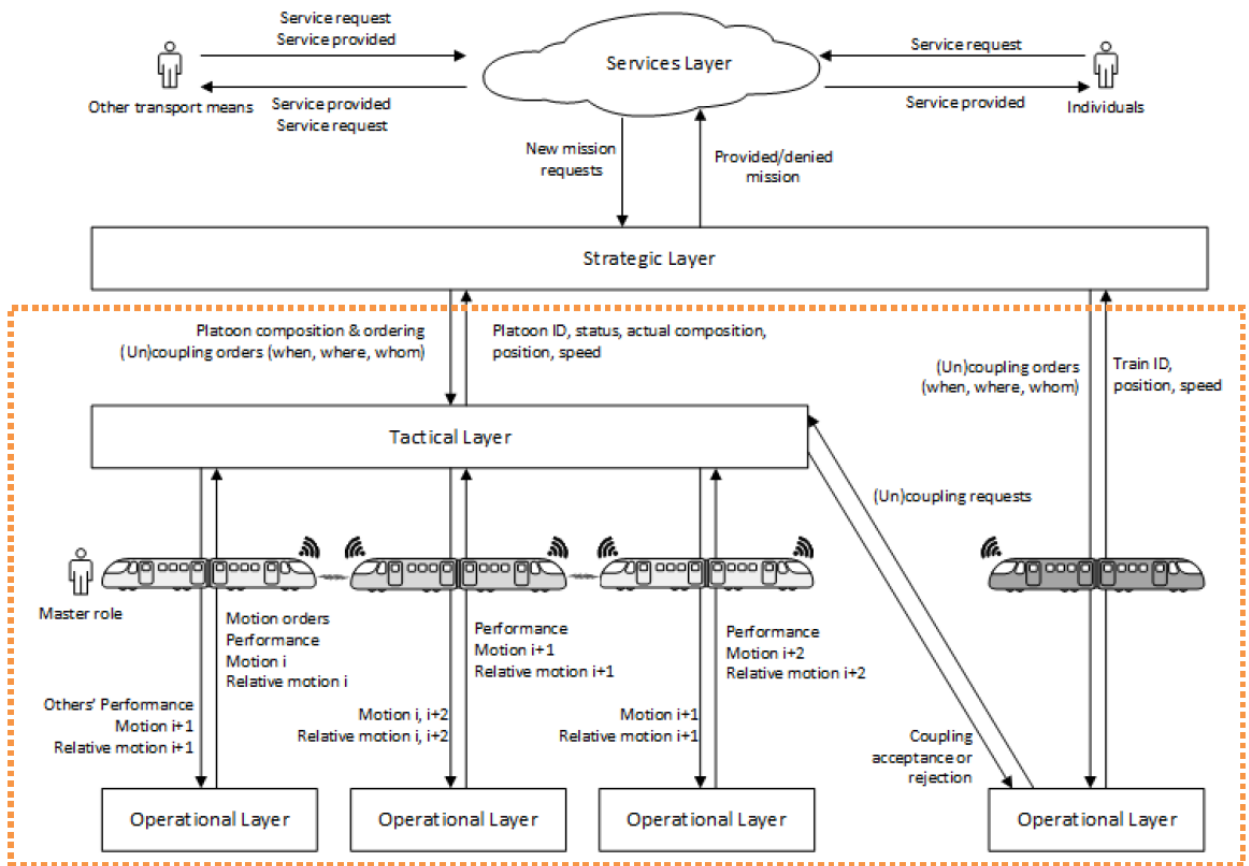 Service request
Service provided
Other transport means
Service provided
Service request
Services Layer
Service request
Service provided
Individuals
New mission
requests
Provided/denied
mission
Strategic Layer
Platoon composition & ordering
(Un)coupling orders (when, where, whom)
Platoon ID, status, actual composition,
position, speed
(Un)coupling orders
(when, where, whom)
Train ID,
position, speed
Tactical Layer
(Un)coupling requests
Master role
Motion orders
Performance
Motion i
Relative motion i
Others' Performance
Motion i+1
Relative motion i+1
Performance
Motion i+1
Relative motion i+1
Motion i, i+2
Relative motion i, i+2
Performance
Motion i+2
Relative motion i+2
Motion i+1
Relative motion i+1
Coupling
acceptance or
rejection
Operational Layer
Operational Layer
Operational Layer
Operational Layer